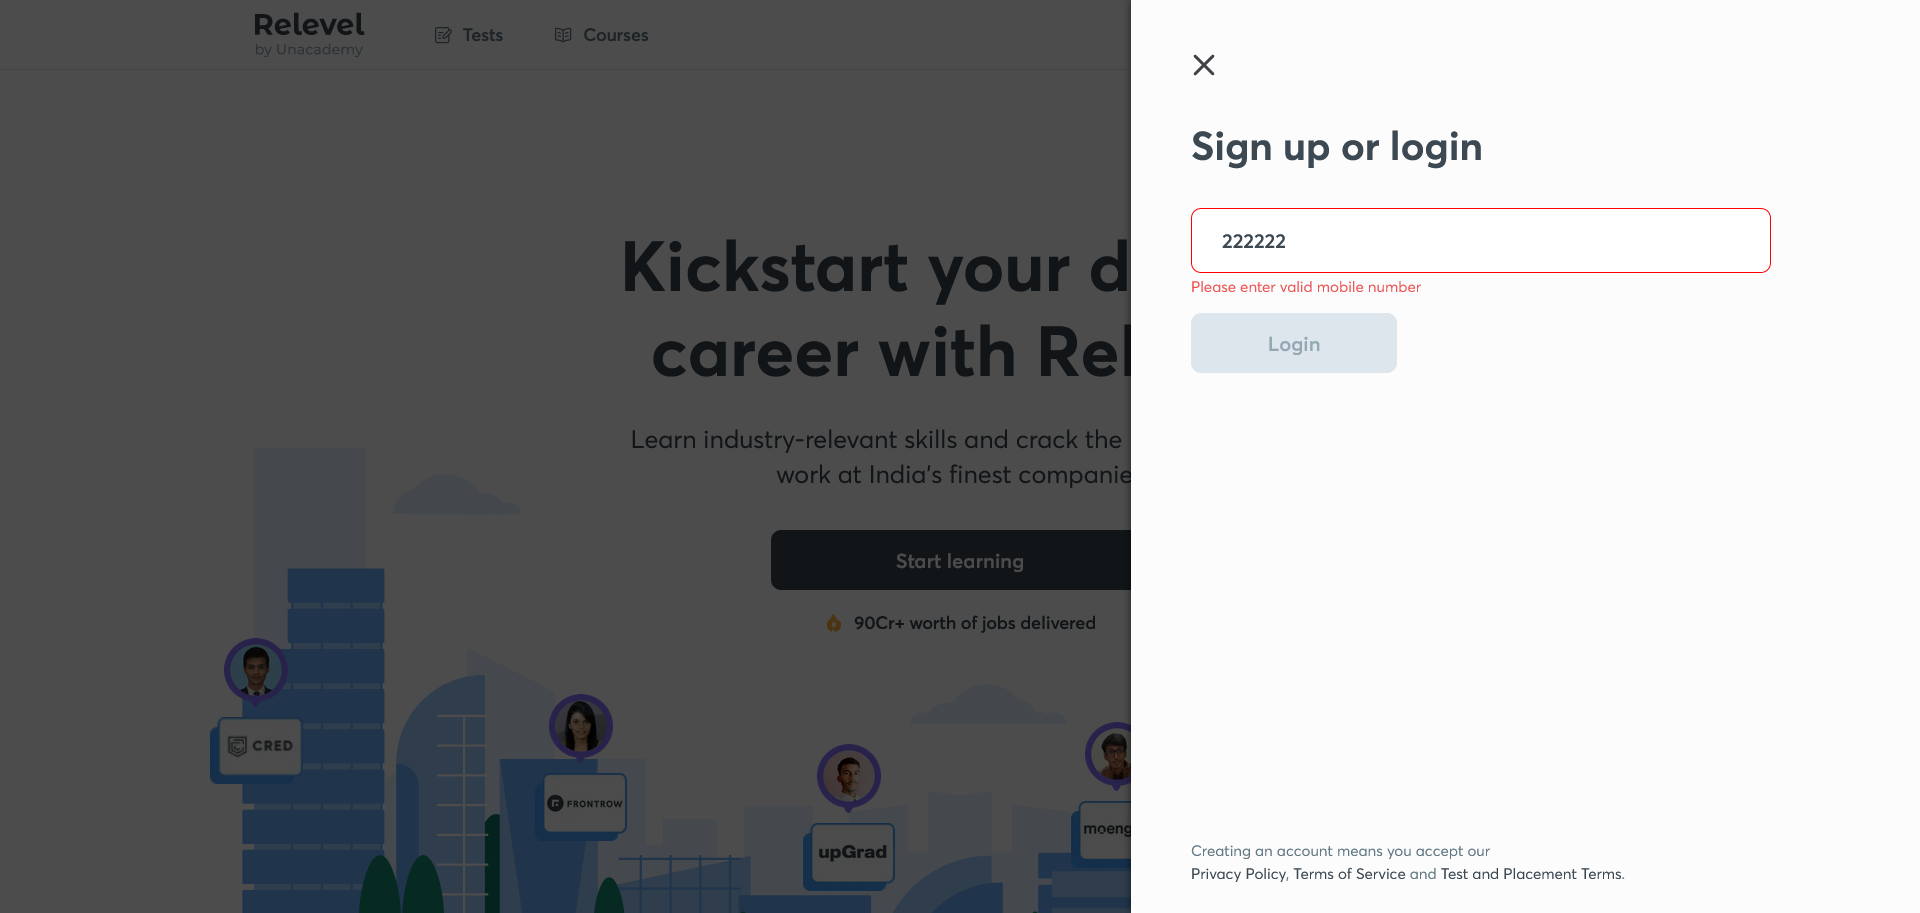 Relevel
by Unacademy
Tests
Courses
Kickstart your d
career with Rel
Learn industry-relevant skills and crack the
work at India's finest companie
Start learning
90Cr+ worth of jobs delivered
CRED
FRONTROW
upGrad
moeng
Sign up or login
222222
Please enter valid mobile number
Login
Creating an account means you accept our
Privacy Policy, Terms of Service and Test and Placement Terms.